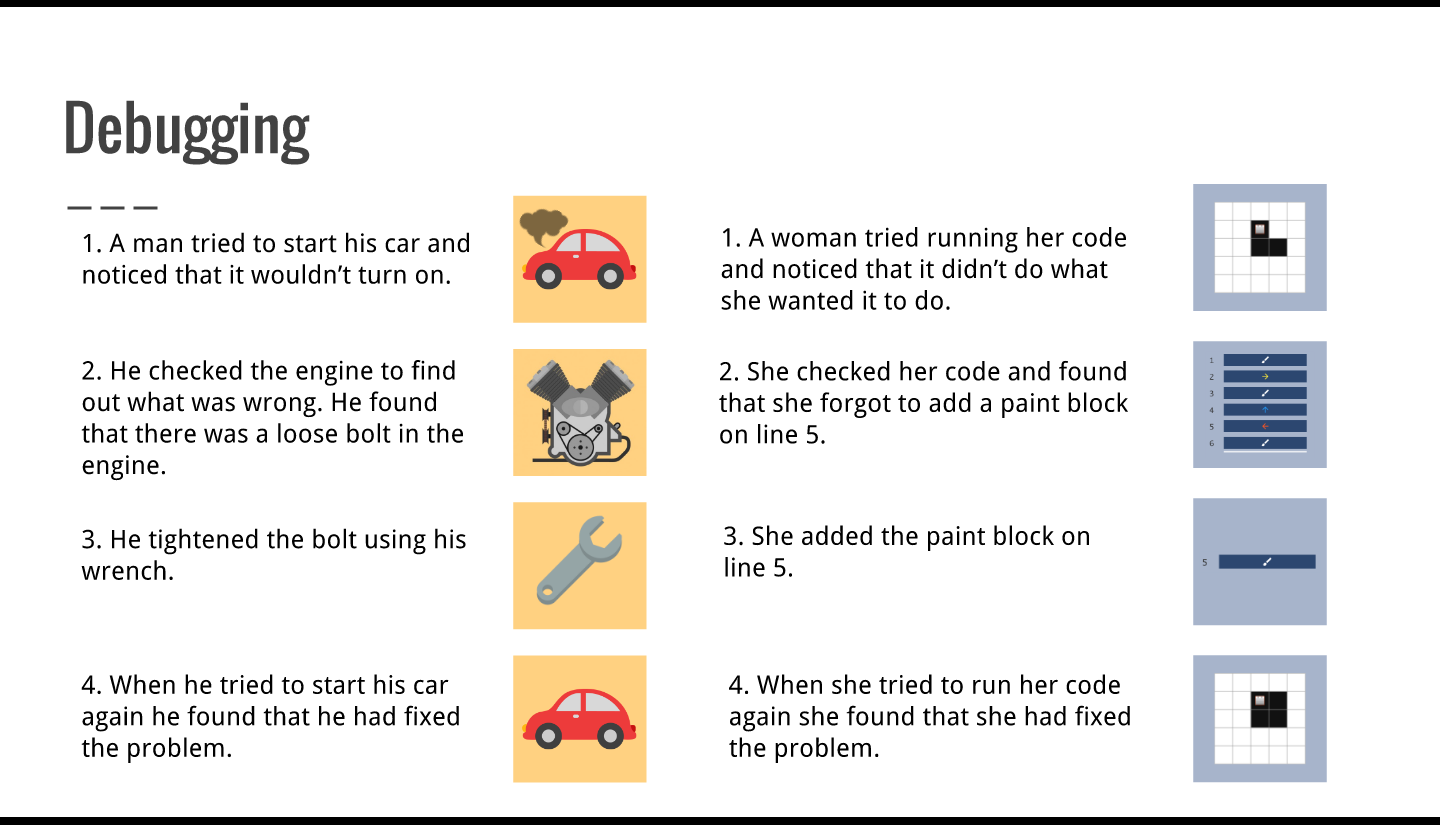 Debugging
1. A man tried to start his car and
noticed that it wouldn’t turn on.
2. He checked the engine to find
out what was wrong. He found
that there was a loose bolt in the
engine.
3. He tightened the bolt using his
wrench.
4. When he tried to start his car
again he found that he had fixed
the problem.
1. A woman tried running her code
and noticed that it didn’t do what
she wanted it to do.
2. She checked her code and found
that she forgot to add a paint block
on line 5.
1
2
3
4
5
6
3. She added the paint block on
line 5.
5
4. When she tried to run her code
again she found that she had fixed
the problem.